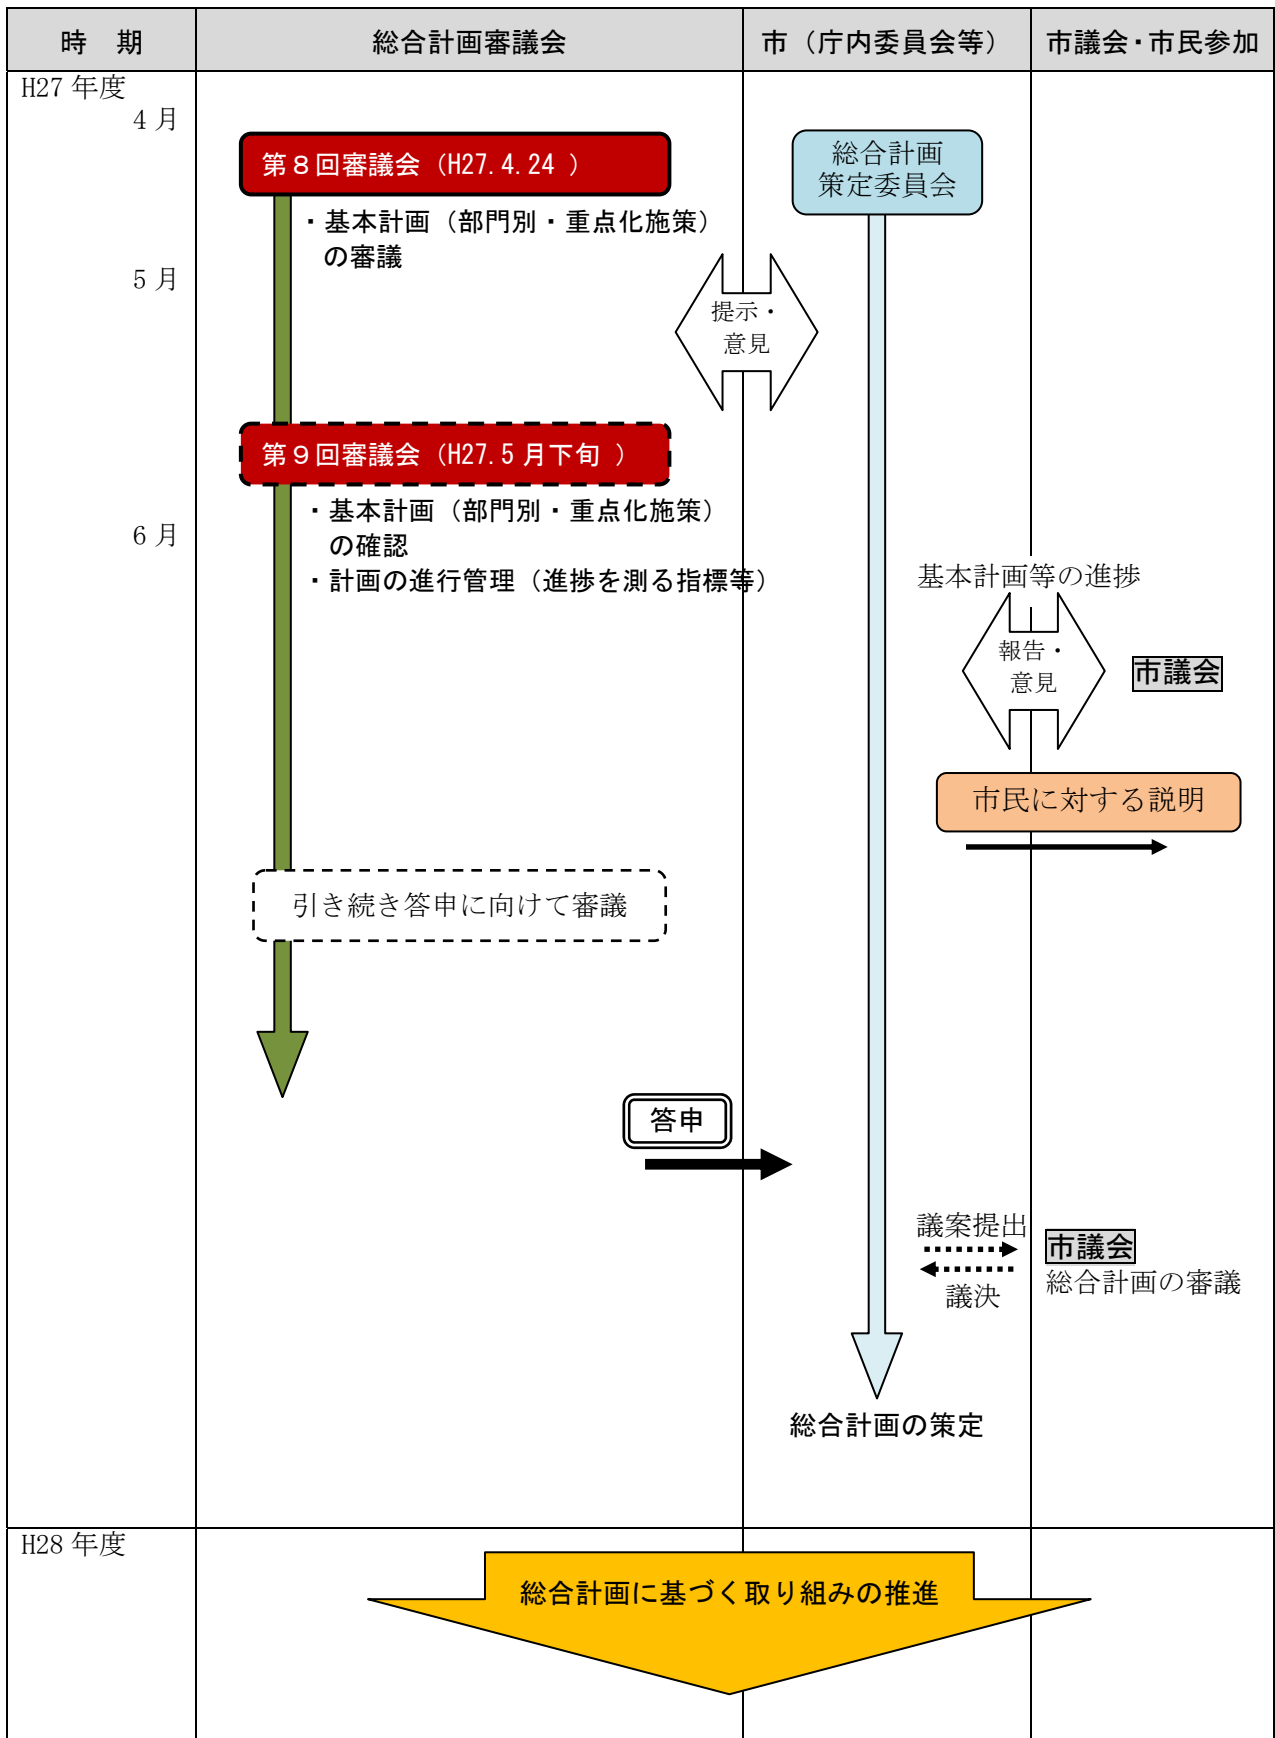 時　期
総合計画審議会
市（庁内委員会等）
市議会・市民参加
H27 年度
4 月
第８回審議会（H27.4.24 ）
・基本計画（部門別・重点化施策）
の審議
総合計画
策定委員会
5 月
提示・
意見
第９回審議会（H27.5 月下旬 ）
・基本計画（部門別・重点化施策）
の確認
・計画の進行管理（進捗を測る指標等）
6 月
基本計画等の進捗
報告・
意見
市議会
市民に対する説明
引き続き答申に向けて審議
答申
議案提出
議決
市議会
総合計画の審議
総合計画の策定
H28 年度
総合計画に基づく取り組みの推進